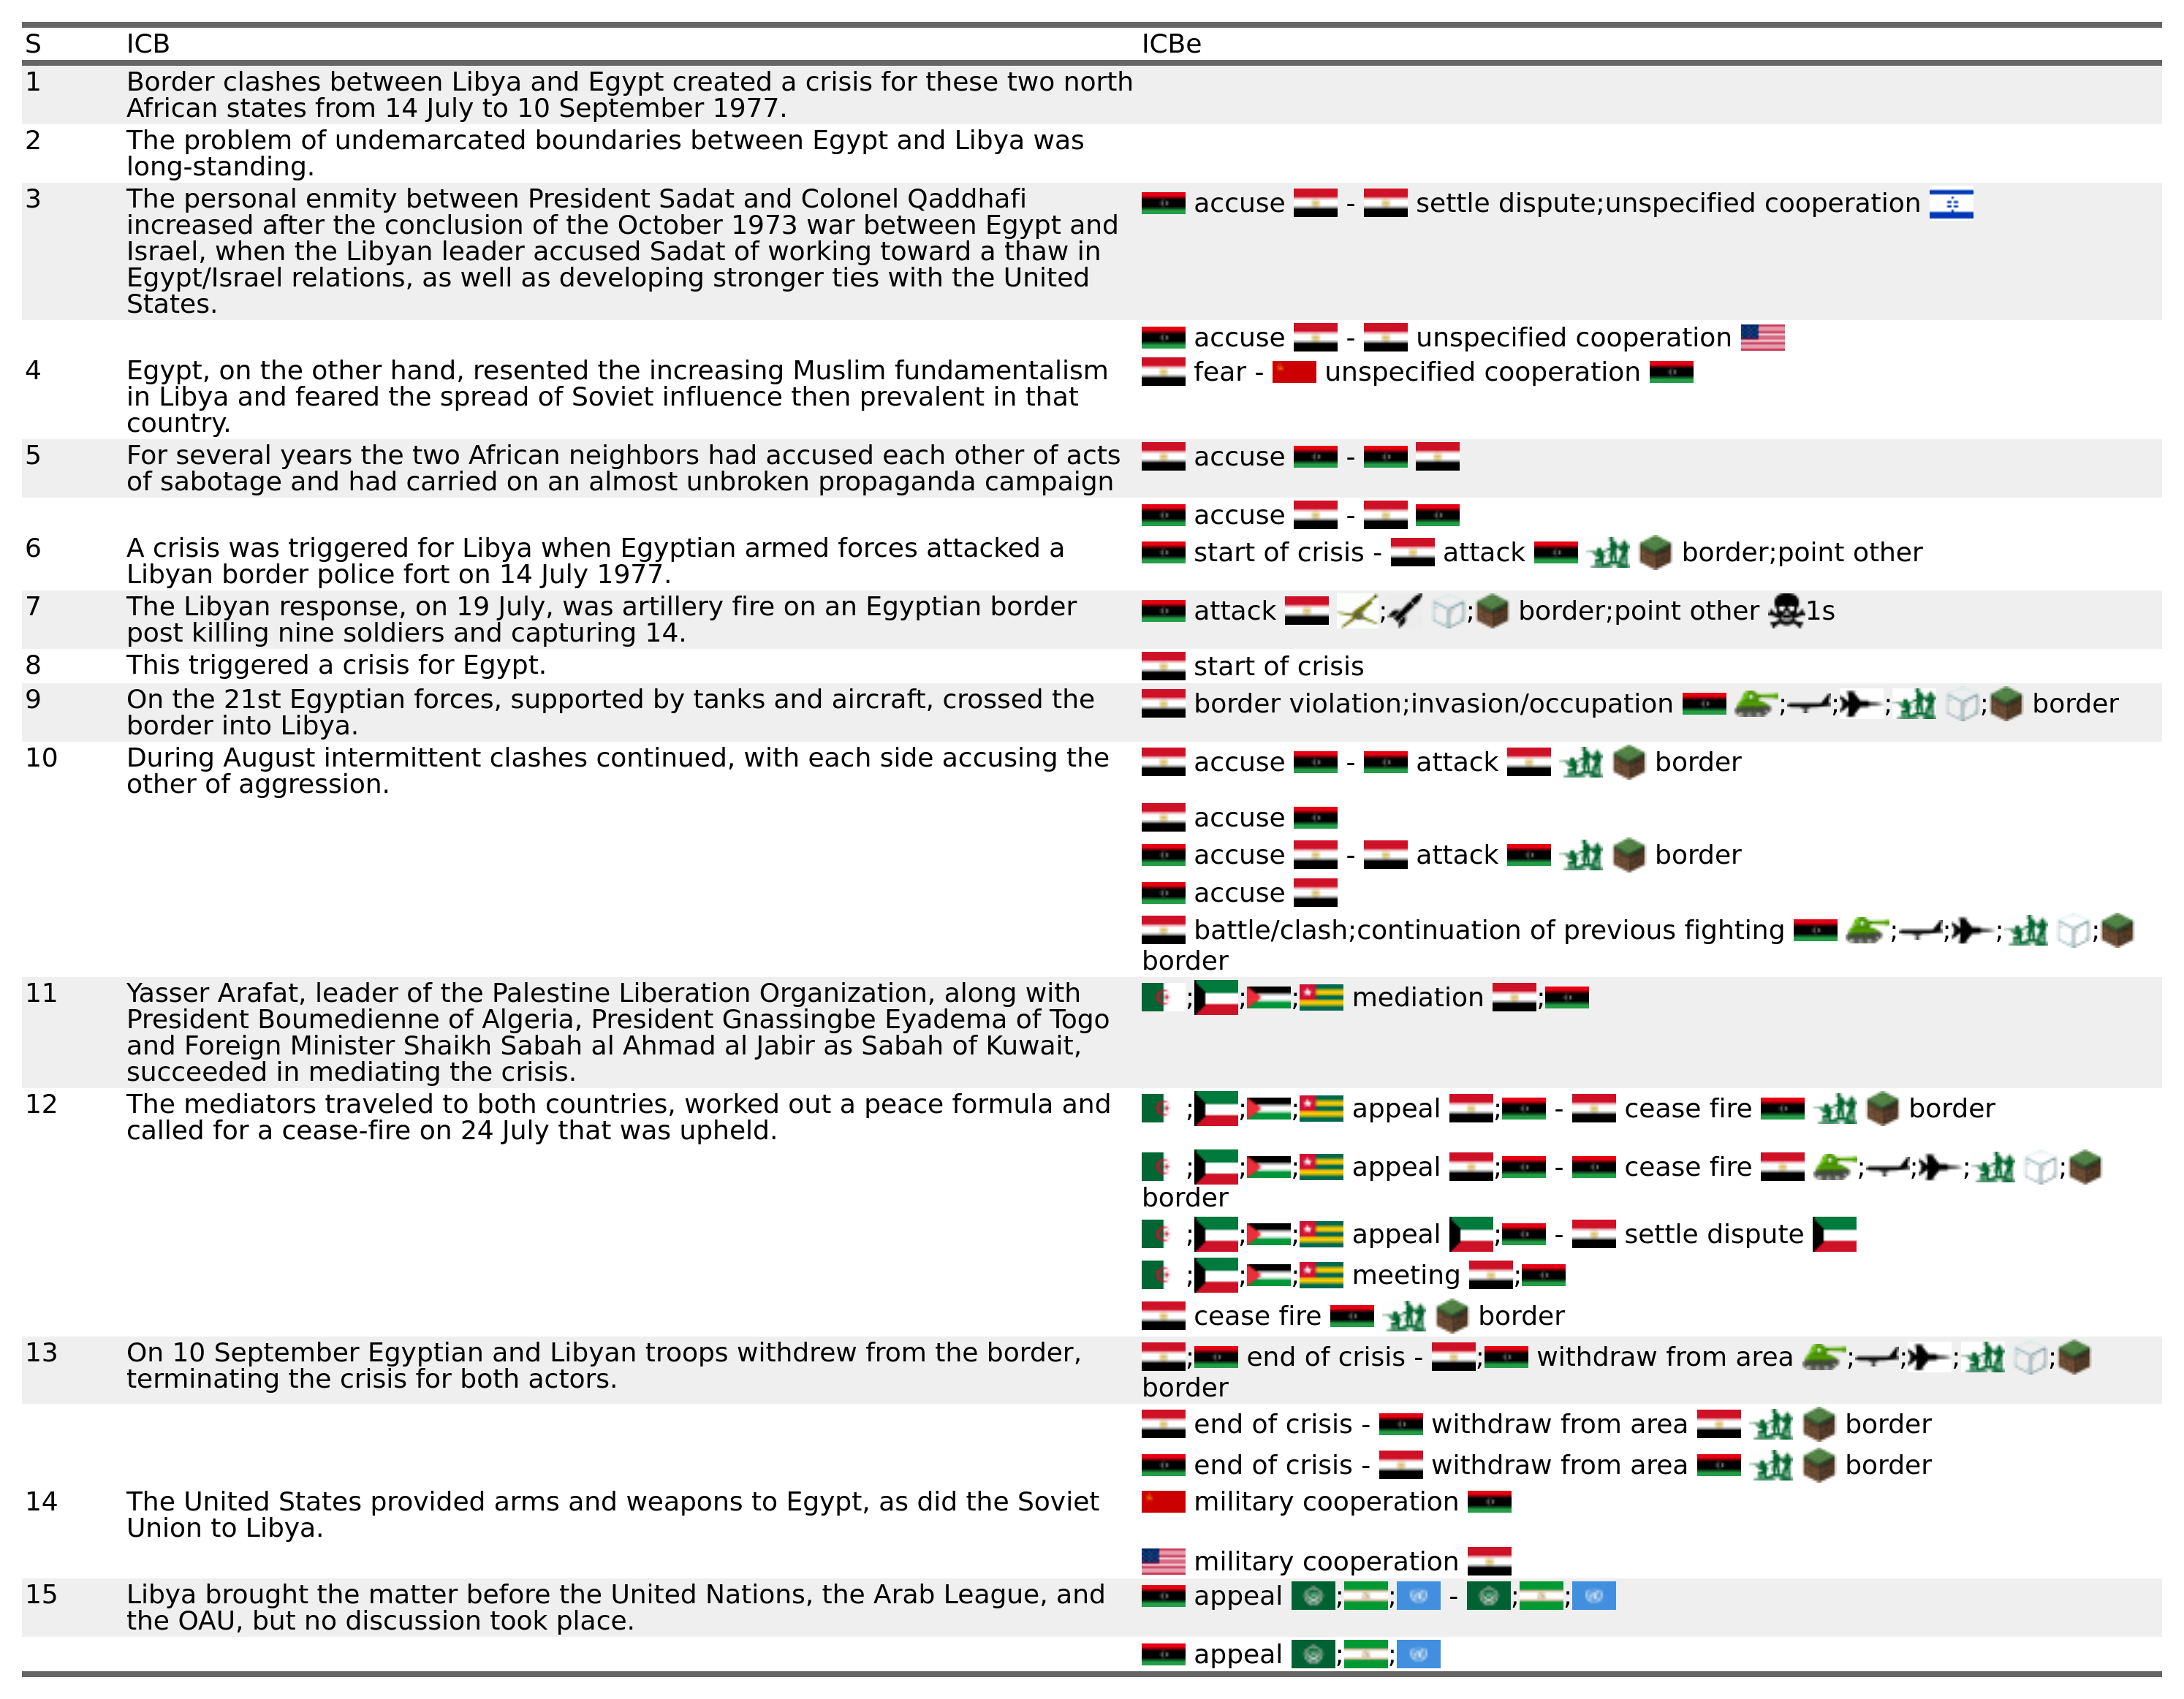 S ICB ICBe
1 Border clashes between Libya and Egypt created a crisis for these two north
African states from 14 July to 10 September 1977.
2 The problem of undemarcated boundaries between Egypt and Libya was
long-standing.
3 The personal enmity between President Sadat and Colonel Qaddhafi accuse - settle dispute;unspecified cooperation
increased after the conclusion of the October 1973 war between Egypt and
Israel, when the Libyan leader accused Sadat of working toward a thaw in
Egypt/Israel relations, as well as developing stronger ties with the United
States.
accuse - unspecified cooperation
4 Egypt, on the other hand, resented the increasing Muslim fundamentalism fear - unspecified cooperation
in Libya and feared the spread of Soviet influence then prevalent in that
country.
5 For several years the two African neighbors had accused each other of acts accuse -
of sabotage and had carried on an almost unbroken propaganda campaign
accuse -
6 A crisis was triggered for Libya when Egyptian armed forces attacked a start of crisis - attack border;point other
Libyan border police fort on 14 July 1977.
7 The Libyan response, on 19 July, was artillery fire on an Egyptian border attack ; ; border;point other 1s
post killing nine soldiers and capturing 14.
8 This triggered a crisis for Egypt. start of crisis
9 On the 21st Egyptian forces, supported by tanks and aircraft, crossed the border violation;invasion/occupation ; ; ; ; border
border into Libya.
10 During August intermittent clashes continued, with each side accusing the accuse - attack border
other of aggression.
accuse
accuse - attack border
accuse
battle/clash;continuation of previous fighting ; ; ; ;
border
11 Yasser Arafat, leader of the Palestine Liberation Organization, along with ; ; ; mediation ;
President Boumedienne of Algeria, President Gnassingbe Eyadema of Togo
and Foreign Minister Shaikh Sabah al Ahmad al Jabir as Sabah of Kuwait,
succeeded in mediating the crisis.
12 The mediators traveled to both countries, worked out a peace formula and ; ; ; appeal ; - cease fire border
called for a cease-fire on 24 July that was upheld.
; ; ; appeal ; - cease fire ; ; ; ;
border
; ; ; appeal ; - settle dispute
; ; ; meeting ;
cease fire border
13 On 10 September Egyptian and Libyan troops withdrew from the border, ; end of crisis - ; withdraw from area ; ; ; ;
terminating the crisis for both actors.
border
end of crisis - withdraw from area border
end of crisis - withdraw from area border
14 The United States provided arms and weapons to Egypt, as did the Soviet military cooperation
Union to Libya.
military cooperation
15 Libya brought the matter before the United Nations, the Arab League, and appeal ; ; - ; ;
the OAU, but no discussion took place.
appeal ; ;